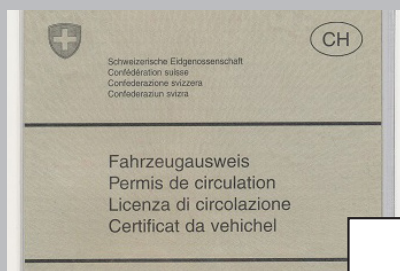 CH
Schweizerische Eidgenossenschaft
Confédération suisse
Confederazione svizzera
Confederaziun svizra
Fahrzeugausweis
Permis de circulation
Licenza di circolazione
Certificat da vehichel